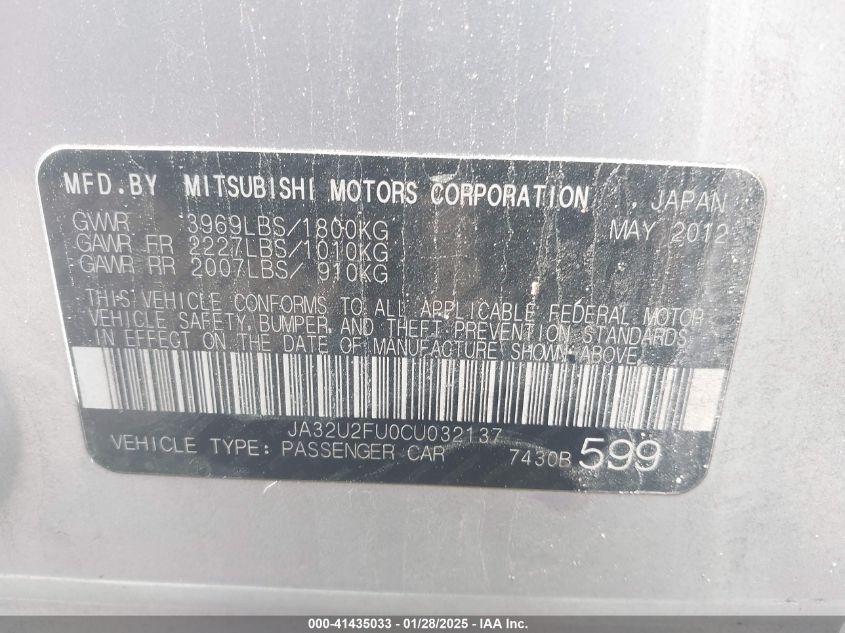 MFD.BY MITSUBISHI MOTORS CORPORATION , JAPAN
GVWR 3969LBS/1800KG MAY 2012
GAWR FR 2227LBS/1010KG
GAWR RR 2007LBS/ 910KG
THIS VEHICLE CONFORMS TO ALL APPLICABLE FEDERAL MOTOR
VEHICLE SAFETY, BUMPER, AND THEFT PREVENTION STANDARDS
IN EFFECT ON THE DATE OF MANUFACTURE SHOWN ABOVE.
JA32U2FU0CU032137
VEHICLE TYPE: PASSENGER CAR 7430B 599
000-41435033 - 01/28/2025 - IAA Inc.